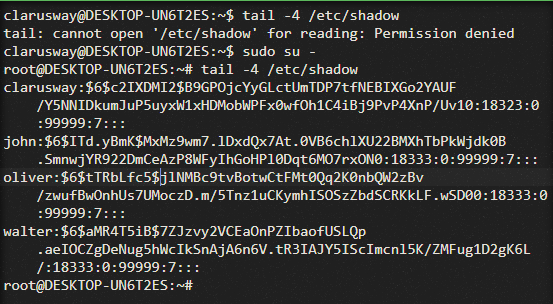 clarusway@DESKTOP-UN6T2ES:~$ tail -4 /etc/shadow
tail: cannot open '/etc/shadow' for reading: Permission denied
clarusway@DESKTOP-UN6T2ES:~$ sudo su -
root@DESKTOP-UN6T2ES:~# tail -4 /etc/shadow
clarusway:$6$c2IXDMI2$B9GPOjcYyGLctUmTDP7tfNEBIXGo2YAUF
/Y5NNIDkumJuP5uyxW1xHDMobWPFx0wfOh1C4iBj9PvP4XnP/Uv10:18323:0
:99999:7:::
john:$6$ITd.yBmK$MxMz9wm7.lDxdQx7At.0VB6chlXU22BMXhTbPkWjdk0B
.SmnwjYR922DmCeAzP8WFyIhGoHPl0Dqt6MO7rxON0:18333:0:99999:7:::
oliver:$6$tTRbLfc5$jlNMBc9tvBotwCtFMt0Qq2K0nbQW2zBv
/zwufBwOnhUs7UMoczD.m/5Tnz1uCKymhISOSzZbdSCRKkLF.wSD00:18333:0
:99999:7:::
walter:$6$aMR4T5iB$7ZJzvy2VCEaOnPZIbaofUSLQp
.aeIOCZgDeNug5hWcIkSnAjA6n6V.tR3IAJY5IScImcnl5K/ZMFug1D2gK6L
/:18333:0:99999:7:::
root@DESKTOP-UN6T2ES:~#